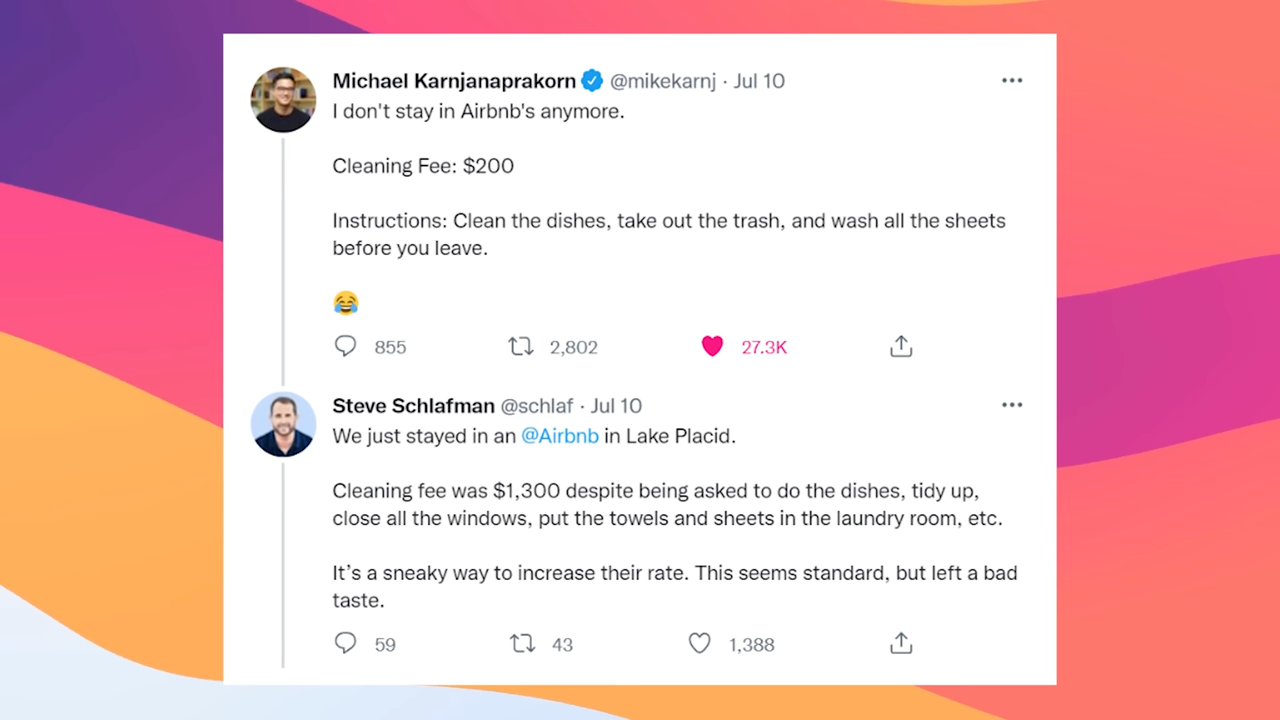 Michael Karnjanaprakorn @mikekarnj · Jul 10
I don't stay in Airbnb's anymore.
Cleaning Fee: $200
Instructions: Clean the dishes, take out the trash, and wash all the sheets
before you leave.
😂
855 2,802 27.3K
Steve Schlafman @schlaf · Jul 10
We just stayed in an @Airbnb in Lake Placid.
Cleaning fee was $1,300 despite being asked to do the dishes, tidy up,
close all the windows, put the towels and sheets in the laundry room, etc.
It’s a sneaky way to increase their rate. This seems standard, but left a bad
taste.
59 43 1,388